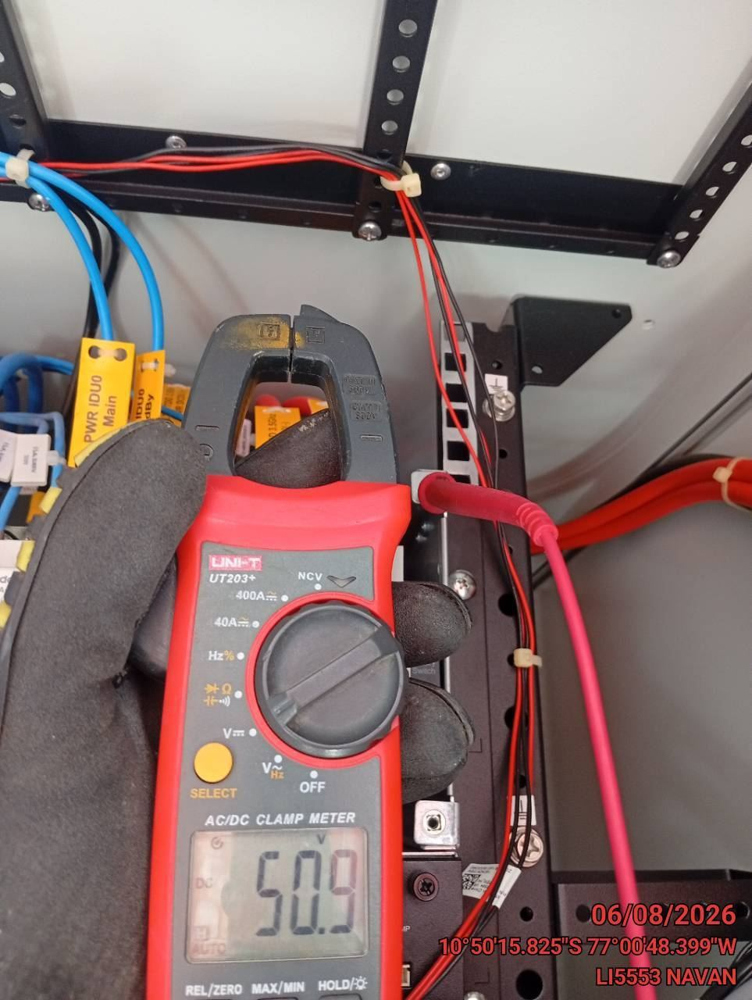 PWR IDU0
Main
IDU0
dBy
UNI-T
UT203+
NCV
400A
40A
Hz%
Ω
V
V~
Hz
OFF
SELECT
AC/DC CLAMP METER
V
DC
50.9
H
AUTO
REL/ZERO MAX/MIN HOLD/
Switch
06/08/2026
10°50'15.825"S 77°00'48.399"W
LI5553 NAVAN